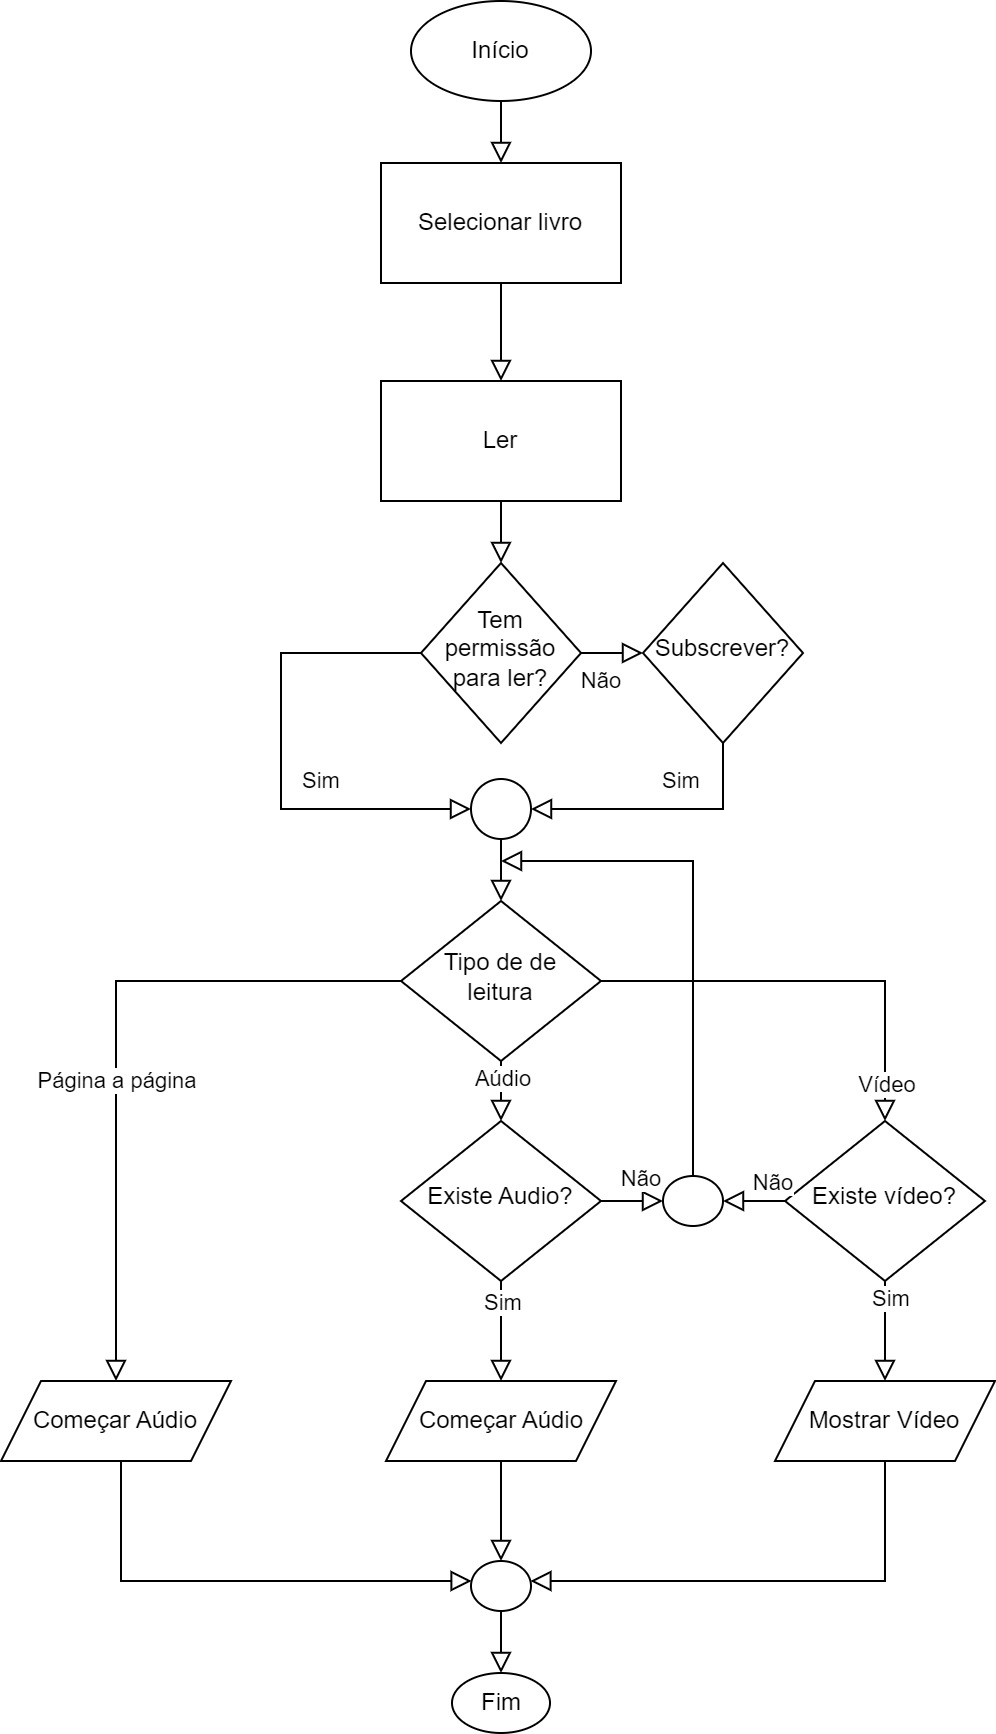 Início
Selecionar livro
Ler
Tem
permissão
para ler?
Não
Subscrever?
Sim
Sim
Tipo de de
leitura
Página a página
Aúdio
Vídeo
Existe Audio?
Não
Não
Existe vídeo?
Sim
Sim
Começar Aúdio
Começar Aúdio
Mostrar Vídeo
Fim